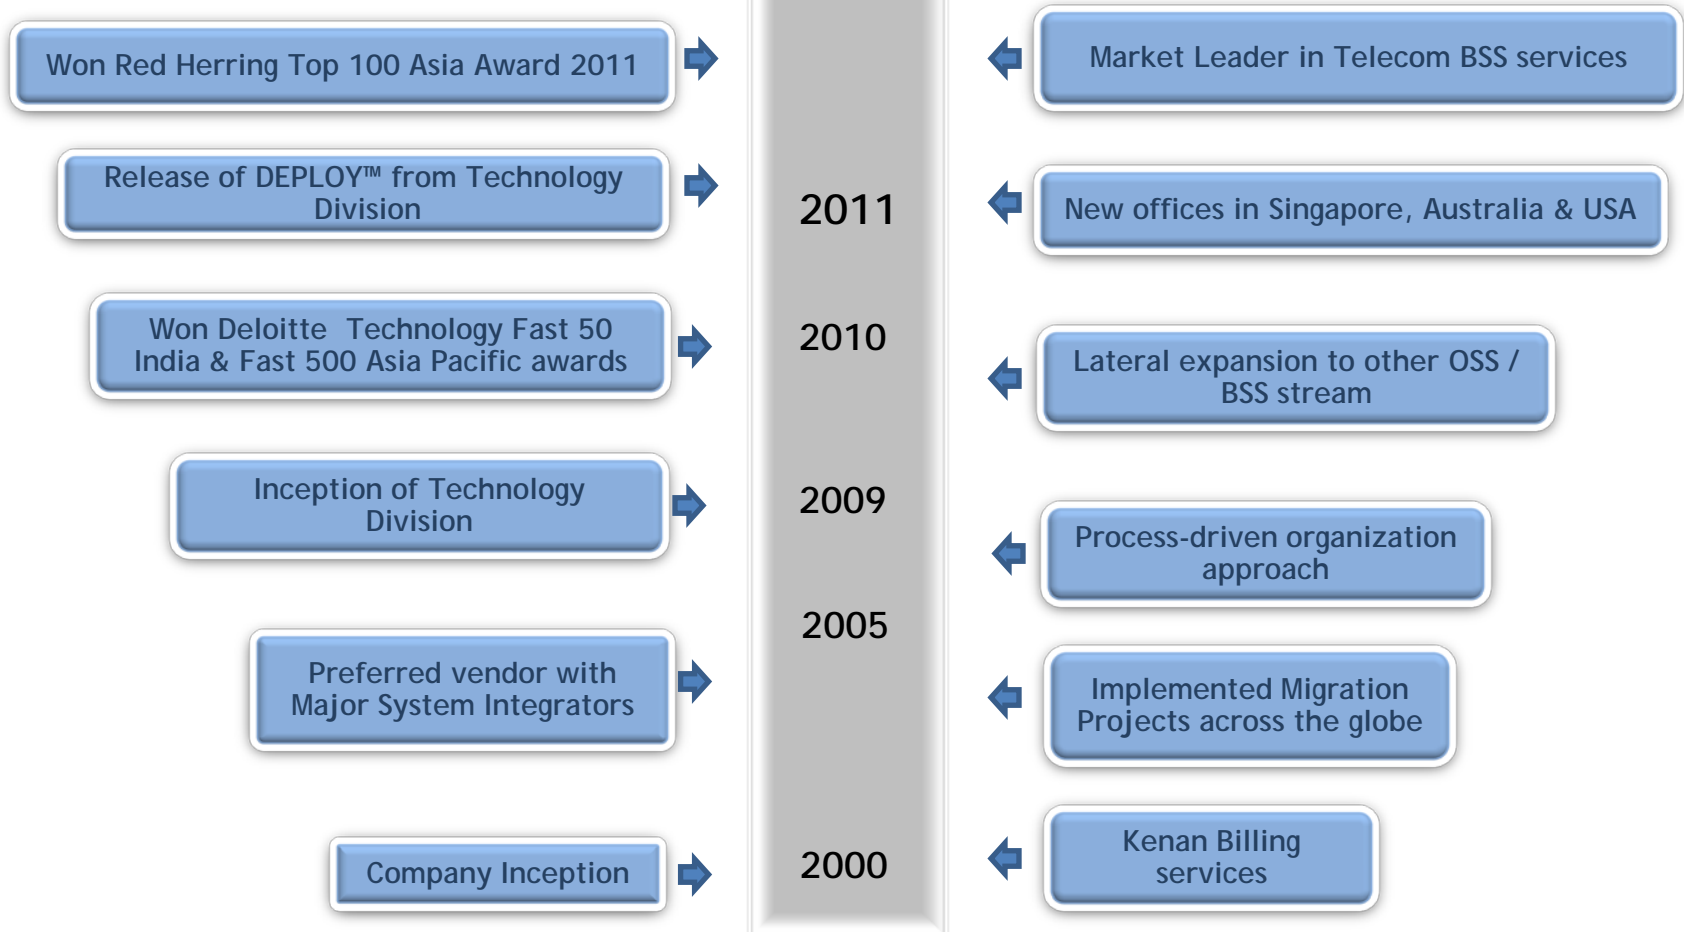 Won Red Herring Top 100 Asia Award 2011
Market Leader in Telecom BSS services
Release of DEPLOY™ from Technology
Division
2011
New offices in Singapore, Australia & USA
Won Deloitte Technology Fast 50
India & Fast 500 Asia Pacific awards
2010
Lateral expansion to other OSS /
BSS stream
Inception of Technology
Division
2009
Process-driven organization
approach
2005
Preferred vendor with
Major System Integrators
Implemented Migration
Projects across the globe
Company Inception
2000
Kenan Billing
services